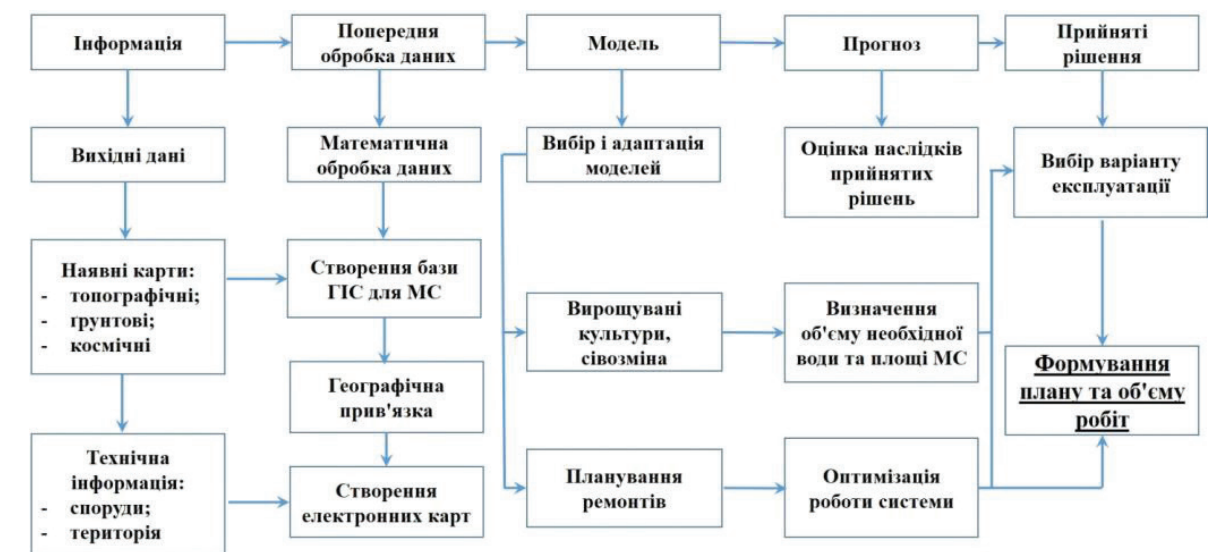 Інформація
Попередня
обробка даних
Модель
Прогноз
Прийняті
рішення
Вихідні дані
Математична
обробка даних
Вибір і адаптація
моделей
Оцінка наслідків
прийнятих
рішень
Вибір варіанту
експлуатації
Наявні карти:
- топографічні;
- ґрунтові;
- космічні
Створення бази
ГІС для МС
Вирощувані
культури,
сівозміна
Визначення
об'єму необхідної
води та площі МС
Формування
плану та об'єму
робіт
Географічна
прив'язка
Технічна
інформація:
- споруди;
- територія
Створення
електронних карт
Планування
ремонтів
Оптимізація
роботи системи